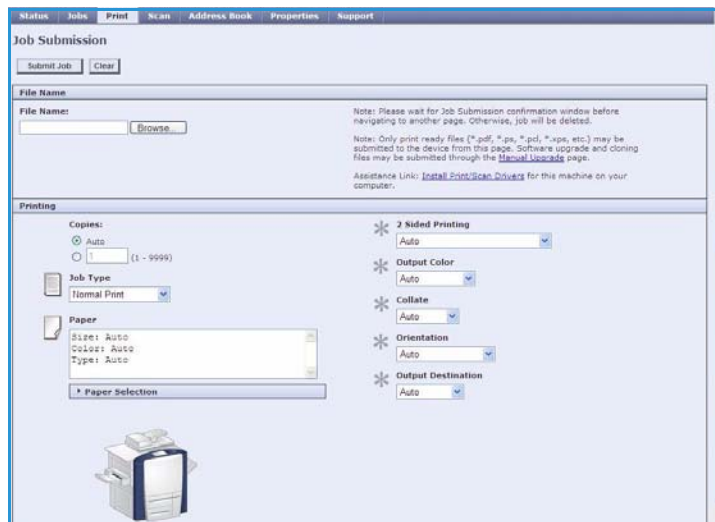 Status Jobs Print Scan Address Book Properties Support
Job Submission
Submit Job Clear
File Name
File Name:
Browse...
Note: Please wait for Job Submission confirmation window before
navigating to another page. Otherwise, job will be deleted.
Note: Only print ready files (*.pdf, *.ps, *.pcl, *.xps, etc.) may be
submitted to the device from this page. Software upgrade and cloning
files may be submitted through the Manual Upgrade page.
Assistance Link: Install Print/Scan Drivers for this machine on your
computer.
Printing
Copies:
Auto
1 (1 - 9999)
Job Type
Normal Print
Paper
Size: Auto
Color: Auto
Type: Auto
Paper Selection
2 Sided Printing
Auto
Output Color
Auto
Collate
Auto
Orientation
Auto
Output Destination
Auto